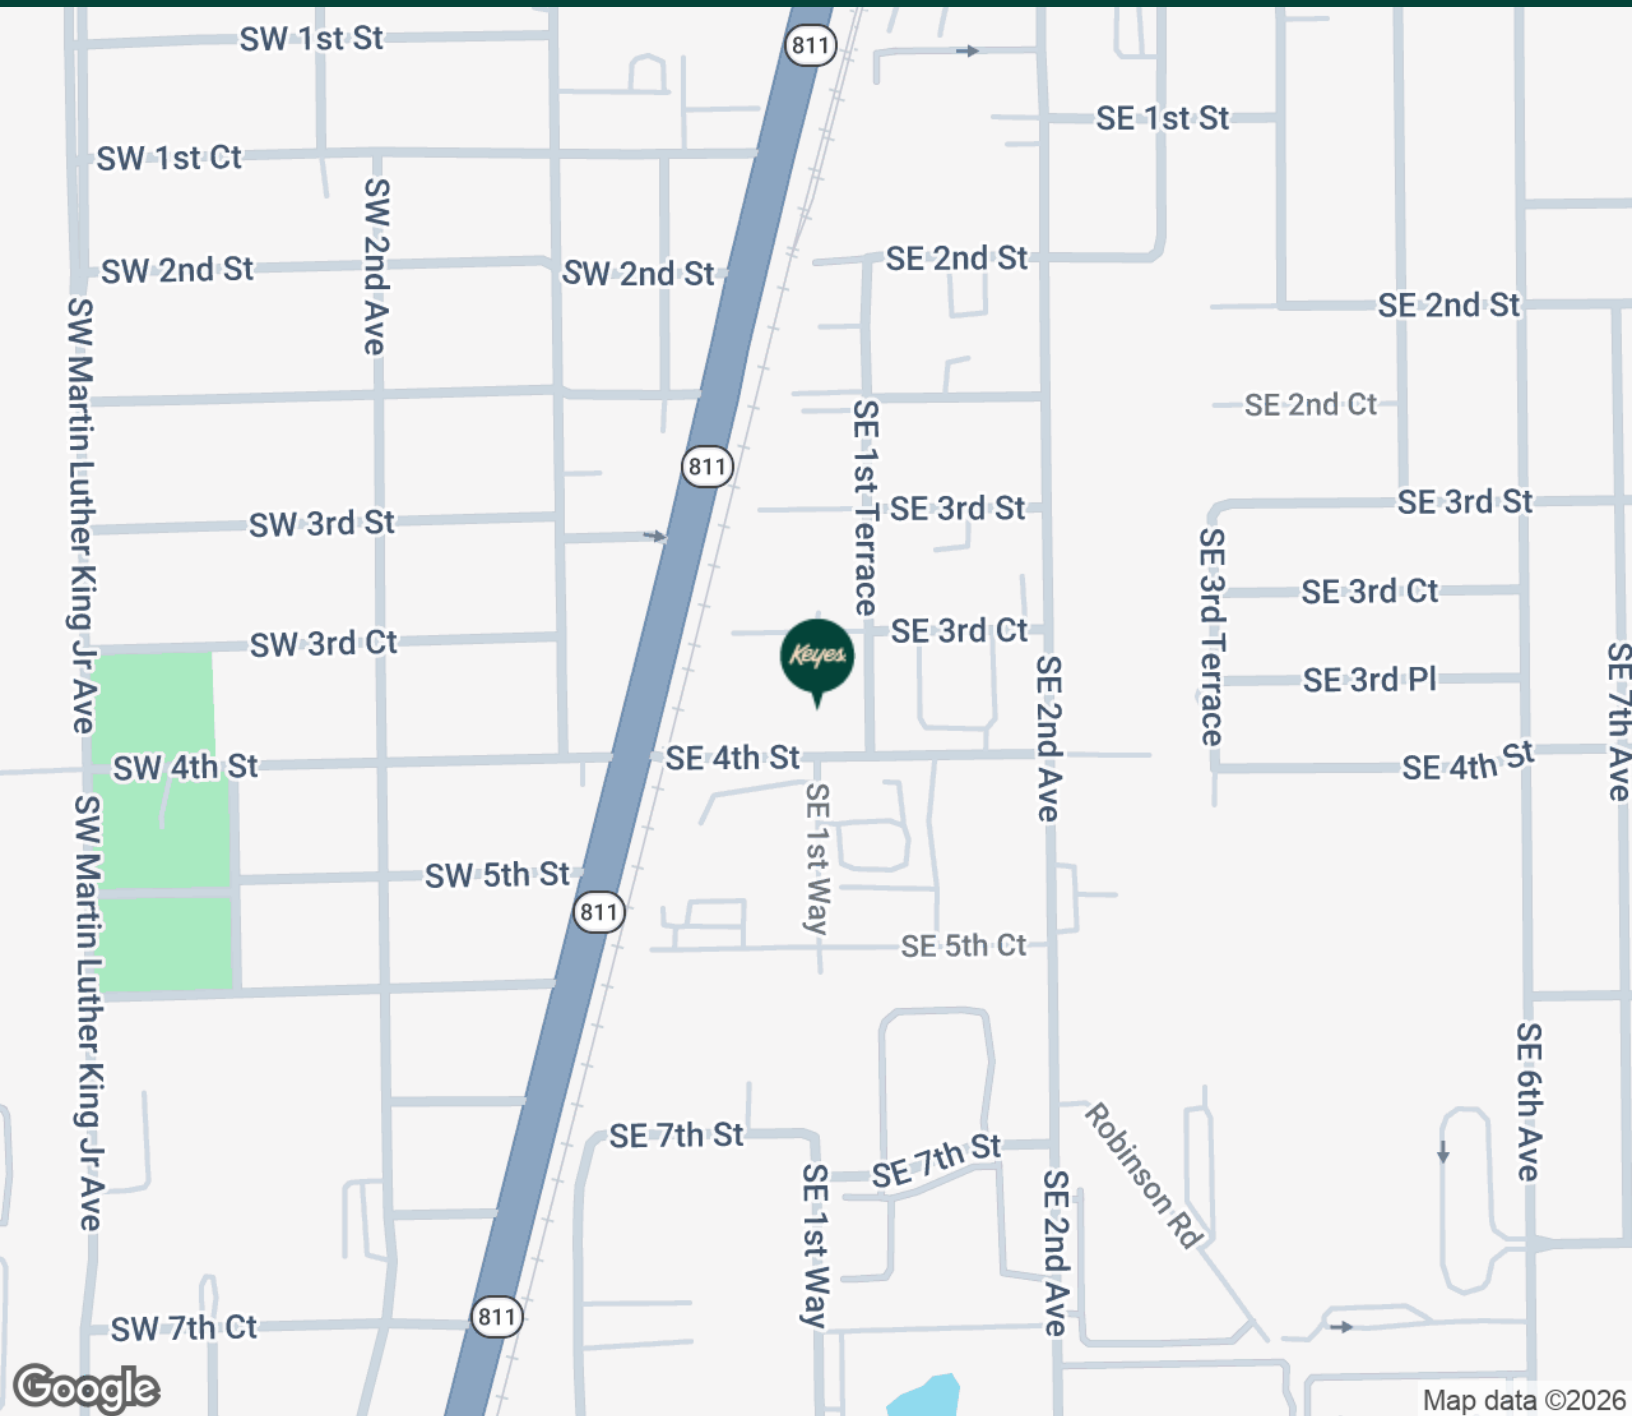 811
SW 1st St
SE 1st St
SW 1st Ct
SW 2nd Ave
SE 2nd St
SW 2nd St
SW 2nd St
SE 2nd St
SW Martin Luther King Jr Ave
SE 2nd Ct
SE 1st Terrace
811
SE 3rd St
SE 3rd St
SW 3rd St
SE 3rd Terrace
SE 3rd Ct
SE 3rd Ct
SW 3rd Ct
Keyes.
SE 2nd Ave
SE 7th Ave
SE 3rd Pl
SE 4th St
SW 4th St
SE 4th St
SE 1st Way
SW Martin Luther King Jr Ave
SW 5th St
811
SE 5th Ct
SE 6th Ave
SE 7th St
SE 7th St
Robinson Rd
SE 1st Way
SE 2nd Ave
811
SW 7th Ct
Google
Map data ©2026